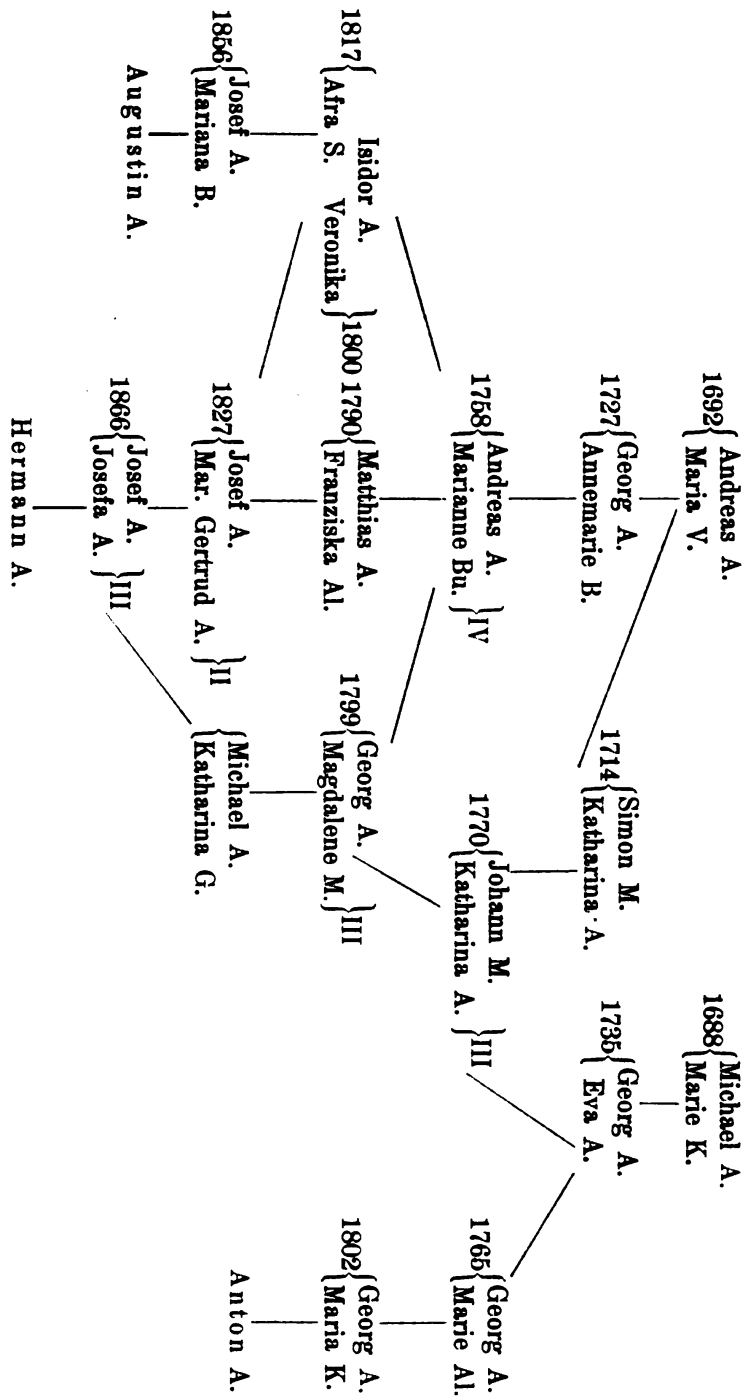 1688 { Michael A.
Marie K.
1692 { Andreas A.
Maria V.
1735 { Georg A.
Eva A.
1714 { Simon M.
Katharina A.
1727 { Georg A.
Annemarie B.
1765 { Georg A.
Marie Al.
1770 { Johann M.
Katharina A. } III
1758 { Andreas A.
Marianne Bu. } IV
1802 { Georg A.
Maria K.
1799 { Georg A.
Magdalene M. } III
1790 { Matthias A.
Franziska Al.
Isidor A.
1817 { Afra S. Veronika } 1800
Anton A.
{ Michael A.
Katharina G.
1827 { Josef A.
Mar. Gertrud A. } II
1856 { Josef A.
Mariana B.
1866 { Josef A.
Josefa A. } III
Augustin A.
Hermann A.